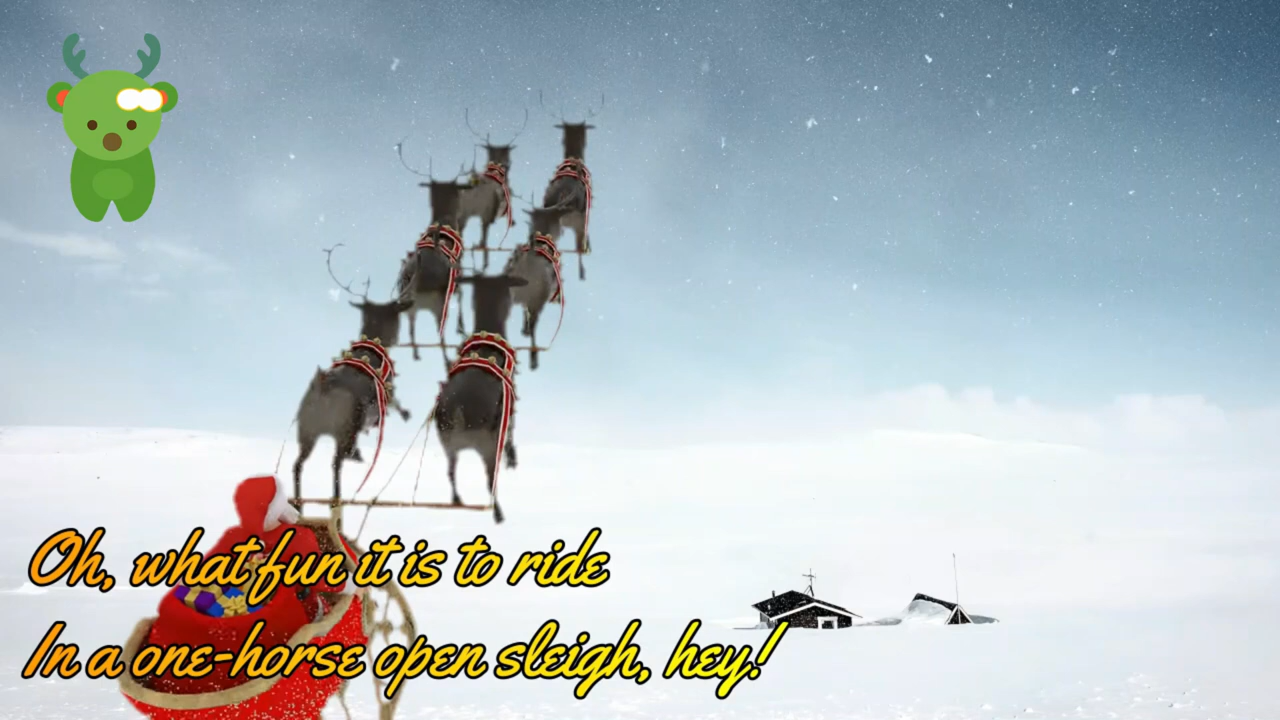 Oh, what fun it is to ride
In a one-horse open sleigh, hey!